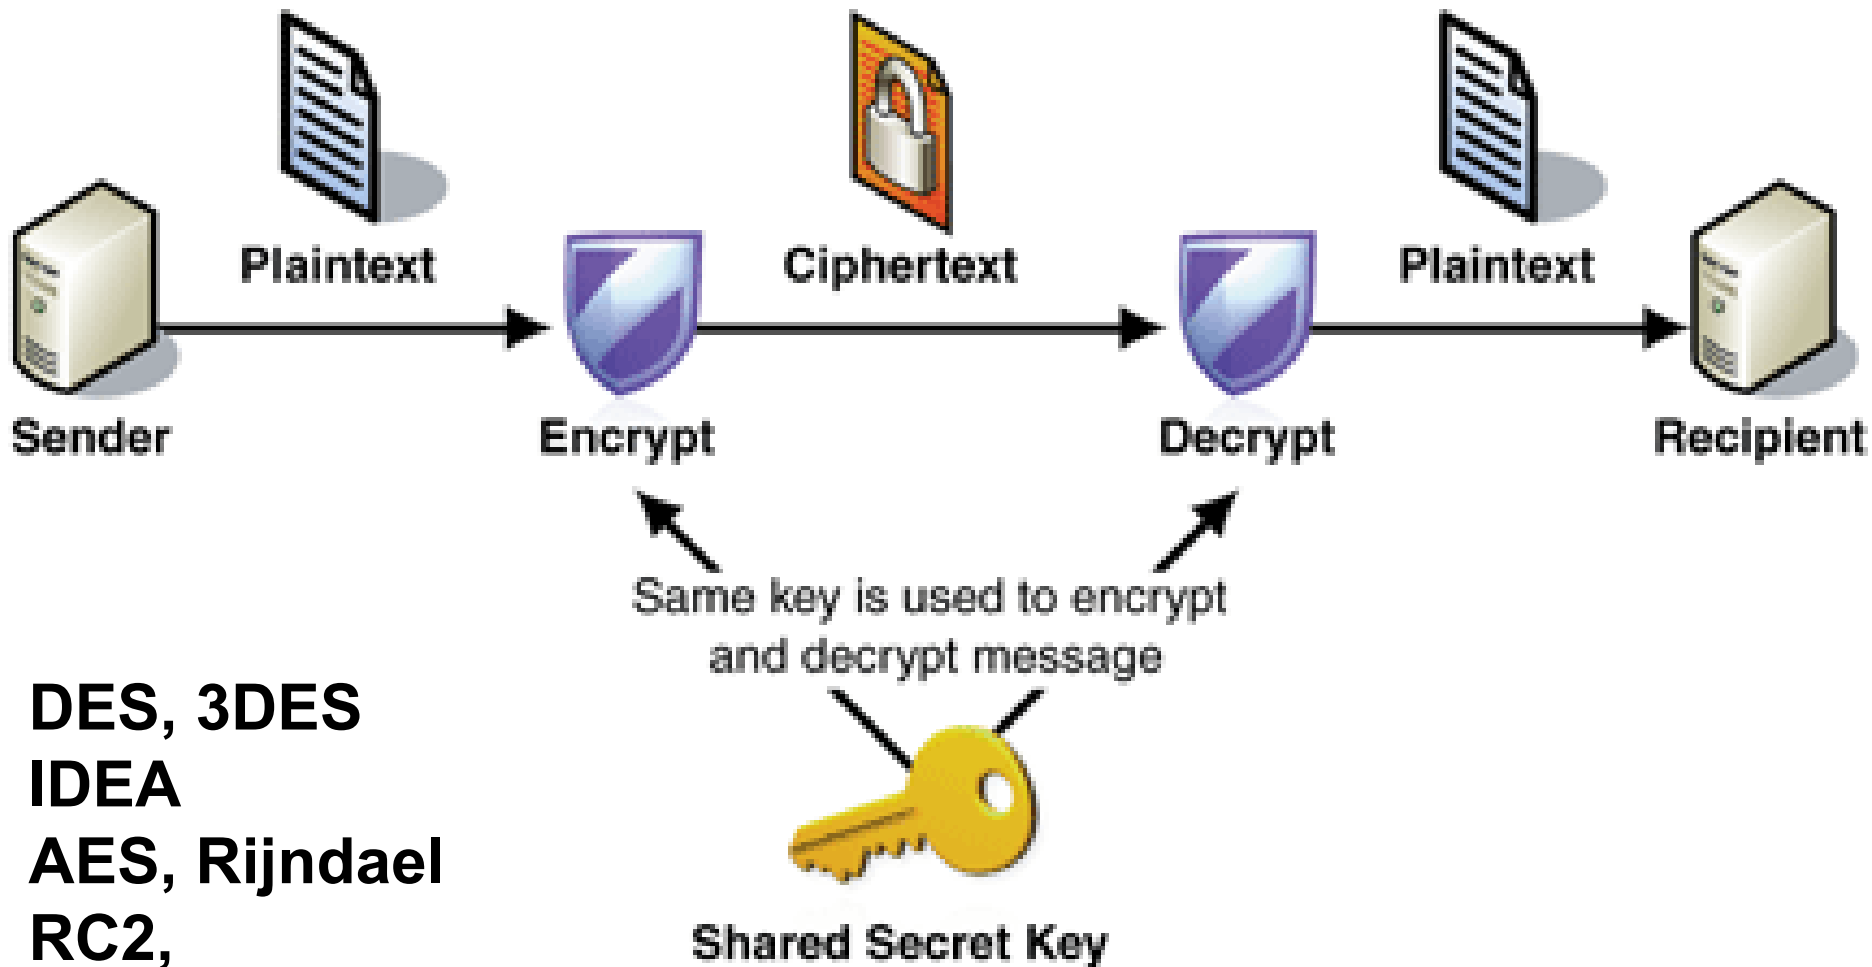 Plaintext
Ciphertext
Plaintext
Sender
Encrypt
Decrypt
Recipient
Same key is used to encrypt
and decrypt message
DES, 3DES
IDEA
AES, Rijndael
RC2,
Shared Secret Key